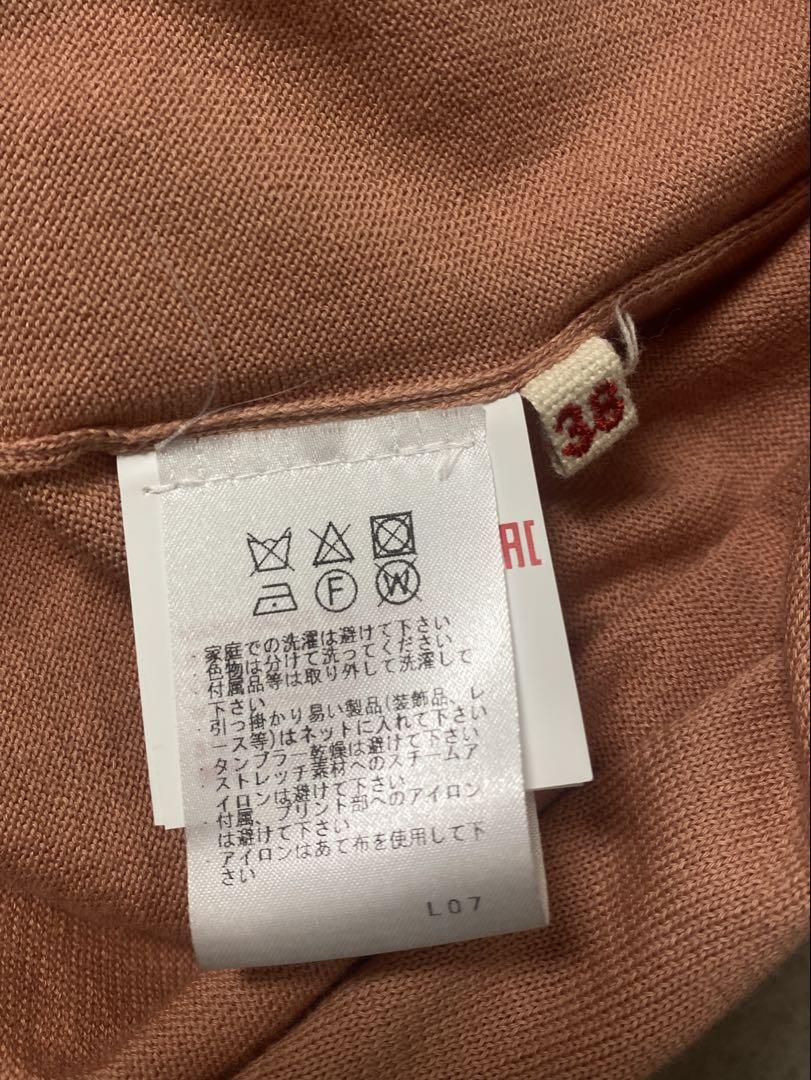 38
AC
F
W
・家庭での洗濯は避けて下さい
・色物は分けて洗ってください
・付属品等は取り外して洗濯して
下さい
・引っ掛かり易い製品(装飾品、レ
ース等)はネットに入れて下さい
・タンブラー乾燥は避けて下さい
・ストレッチ素材へのスチームア
イロンは避けて下さい
・付属、プリント部へのアイロン
は避けて下さい
・アイロンはあて布を使用して下
さい
L07